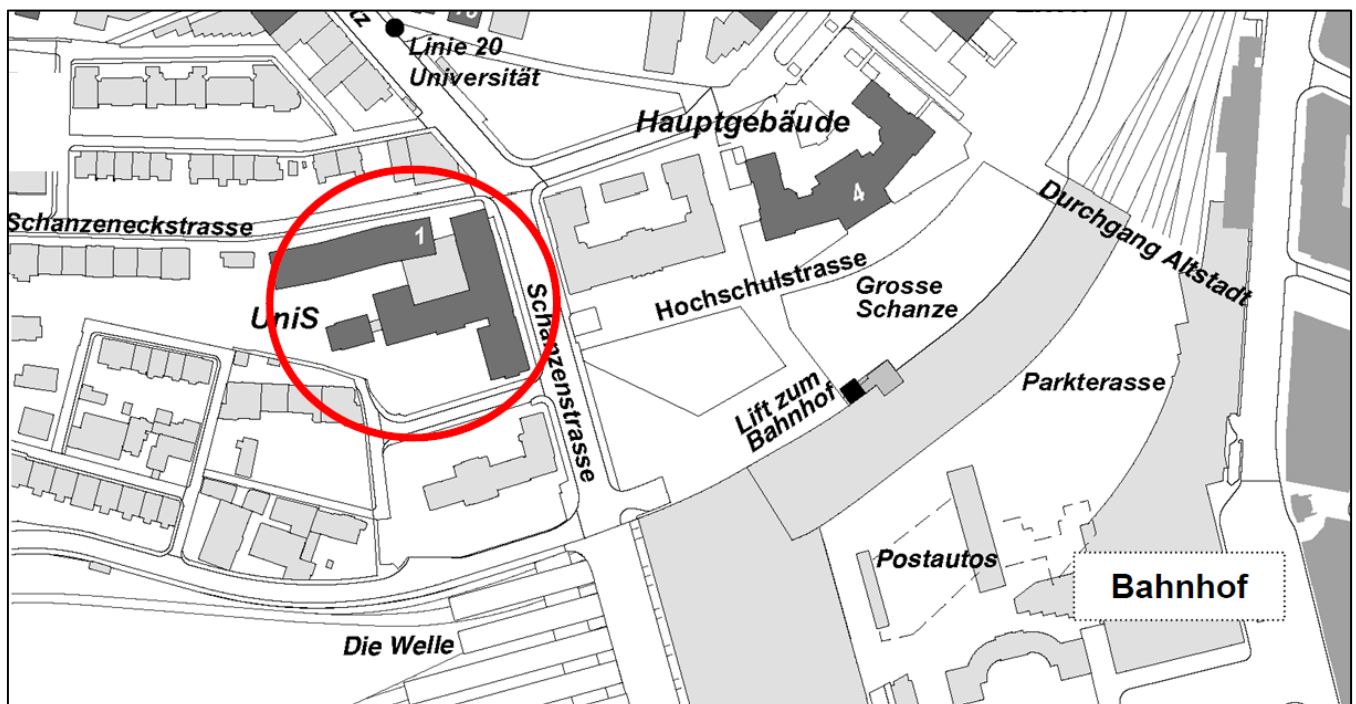 tz
Linie 20
Universität
Hauptgebäude
4
Durchgang Altstadt
Schanzeneckstrasse
1
UniS
Schanzenstrasse
Hochschulstrasse
Grosse
Schanze
Parkterasse
Lift zum
Bahnhof
Postautos
Bahnhof
Die Welle